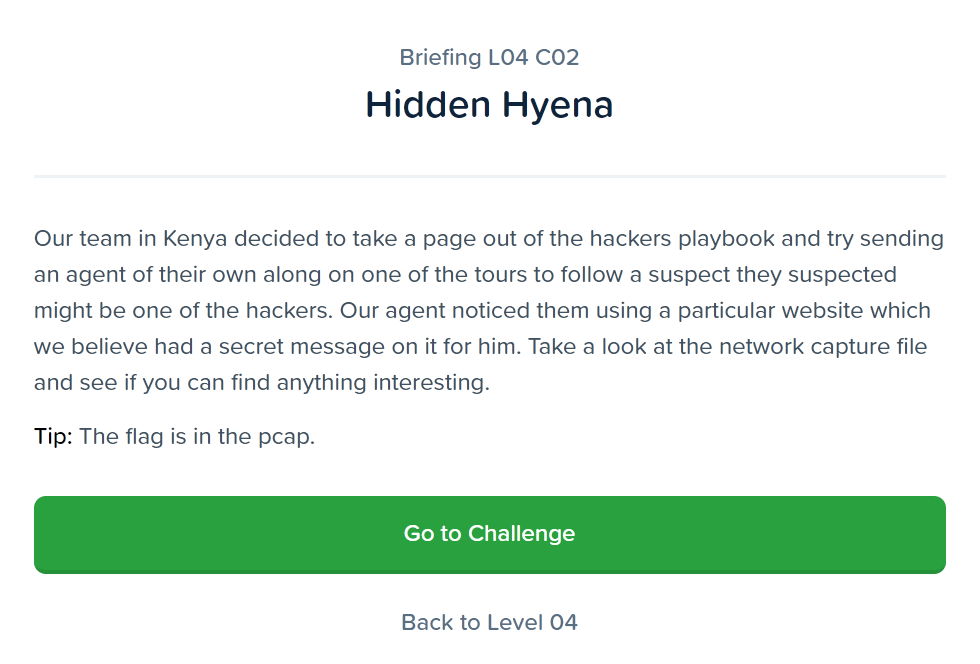 Briefing L04 C02
Hidden Hyena
Our team in Kenya decided to take a page out of the hackers playbook and try sending
an agent of their own along on one of the tours to follow a suspect they suspected
might be one of the hackers. Our agent noticed them using a particular website which
we believe had a secret message on it for him. Take a look at the network capture file
and see if you can find anything interesting.
Tip: The flag is in the pcap.
Go to Challenge
Back to Level 04